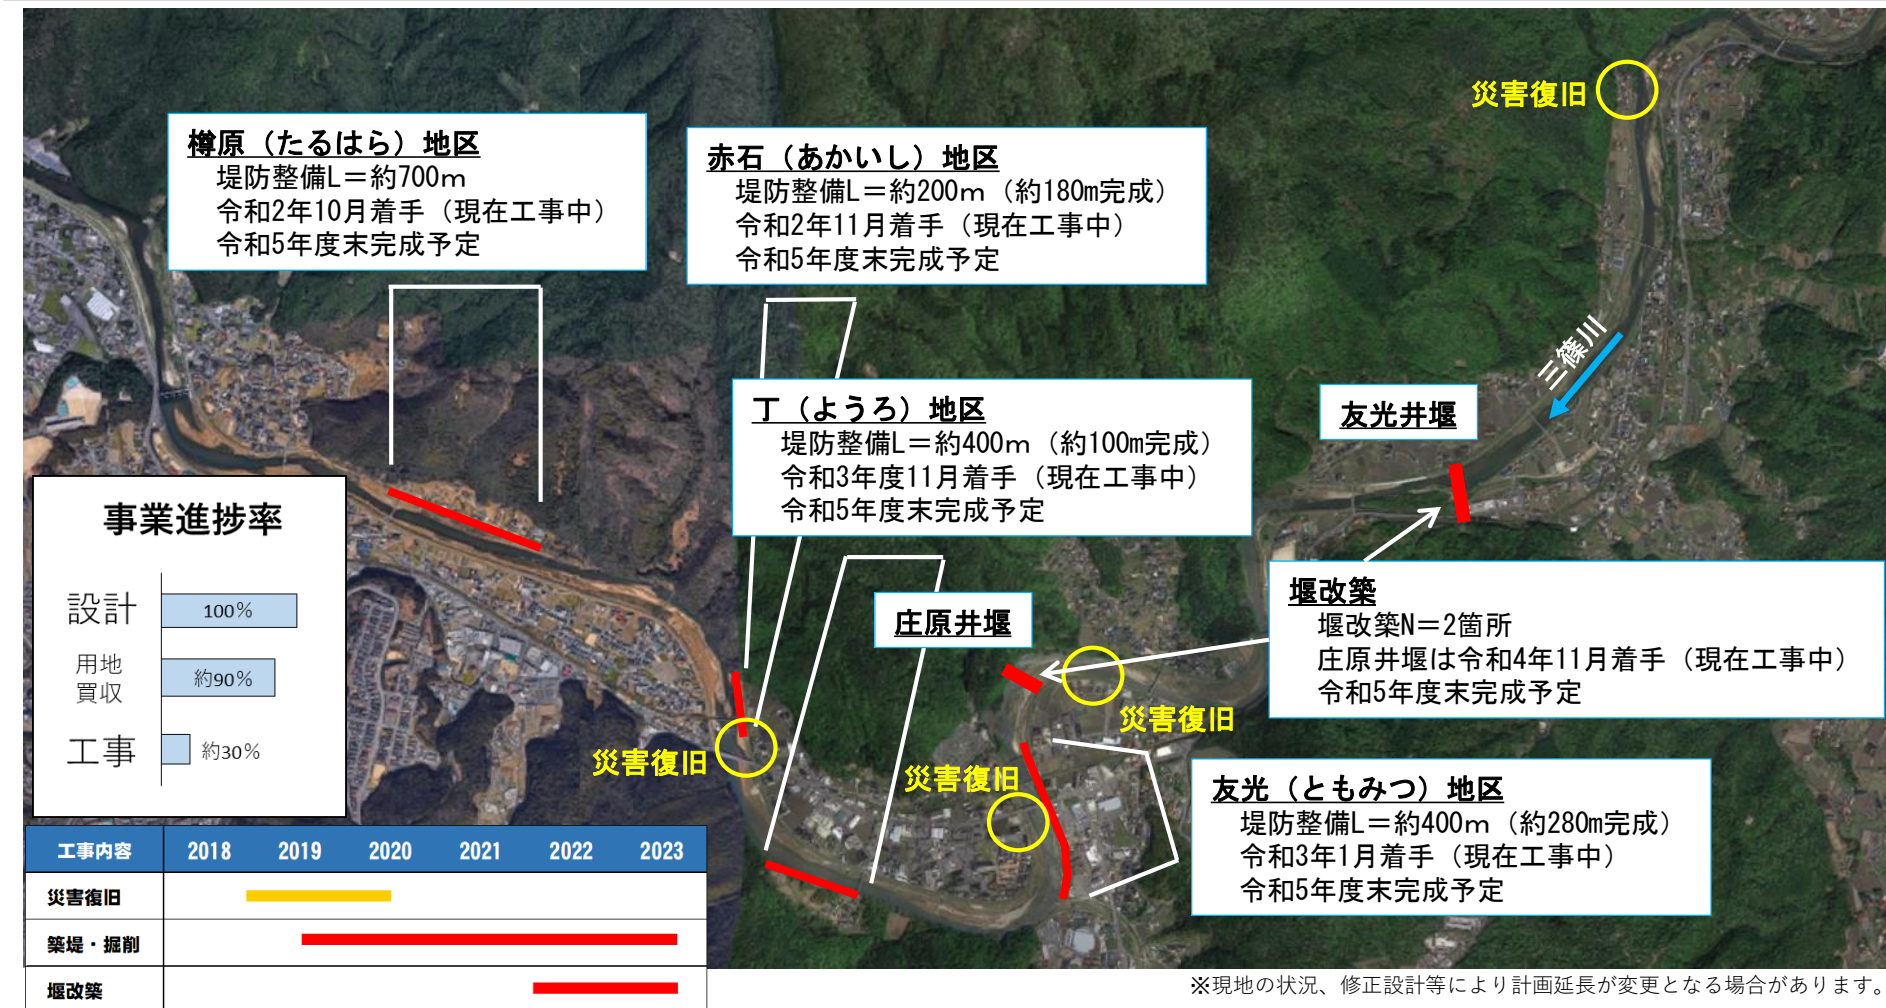 災害復旧
樽原（たるはら）地区
堤防整備L＝約700ｍ
令和2年10月着手（現在工事中）
令和5年度末完成予定
赤石（あかいし）地区
堤防整備L＝約200ｍ（約180m完成）
令和2年11月着手（現在工事中）
令和5年度末完成予定
三篠川
丁（ようろ）地区
堤防整備L＝約400ｍ（約100m完成）
令和3年度11月着手（現在工事中）
令和5年度末完成予定
友光井堰
事業進捗率
設計
100%
用地
買収
約90%
工事
約30%
庄原井堰
堰改築
堰改築N＝2箇所
庄原井堰は令和4年11月着手（現在工事中）
令和5年度末完成予定
災害復旧
災害復旧
災害復旧
友光（ともみつ）地区
堤防整備L＝約400ｍ（約280m完成）
令和3年1月着手（現在工事中）
令和5年度末完成予定
工事内容 2018 2019 2020 2021 2022 2023
災害復旧
築堤・掘削
堰改築
※現地の状況、修正設計等により計画延長が変更となる場合があります。